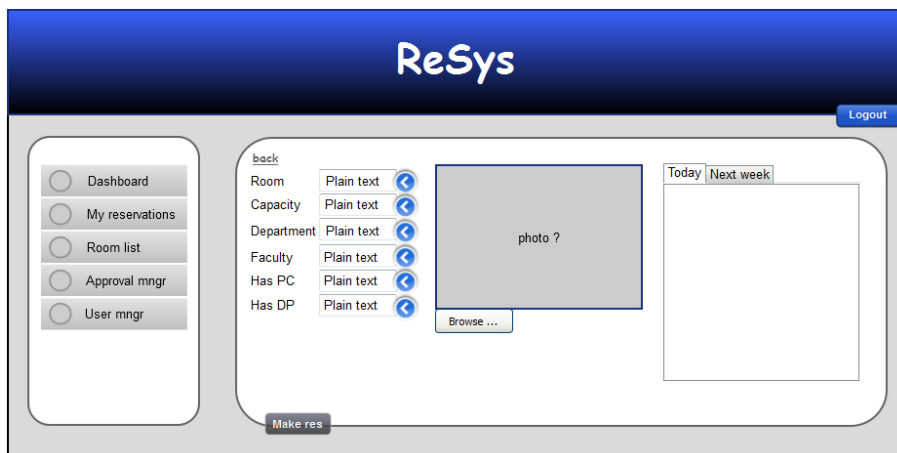 ReSys
Logout
Dashboard
My reservations
Room list
Approval mngr
User mngr
back
Room Plain text
Capacity Plain text
Department Plain text
Faculty Plain text
Has PC Plain text
Has DP Plain text
photo ?
Browse ...
Today Next week
Make res